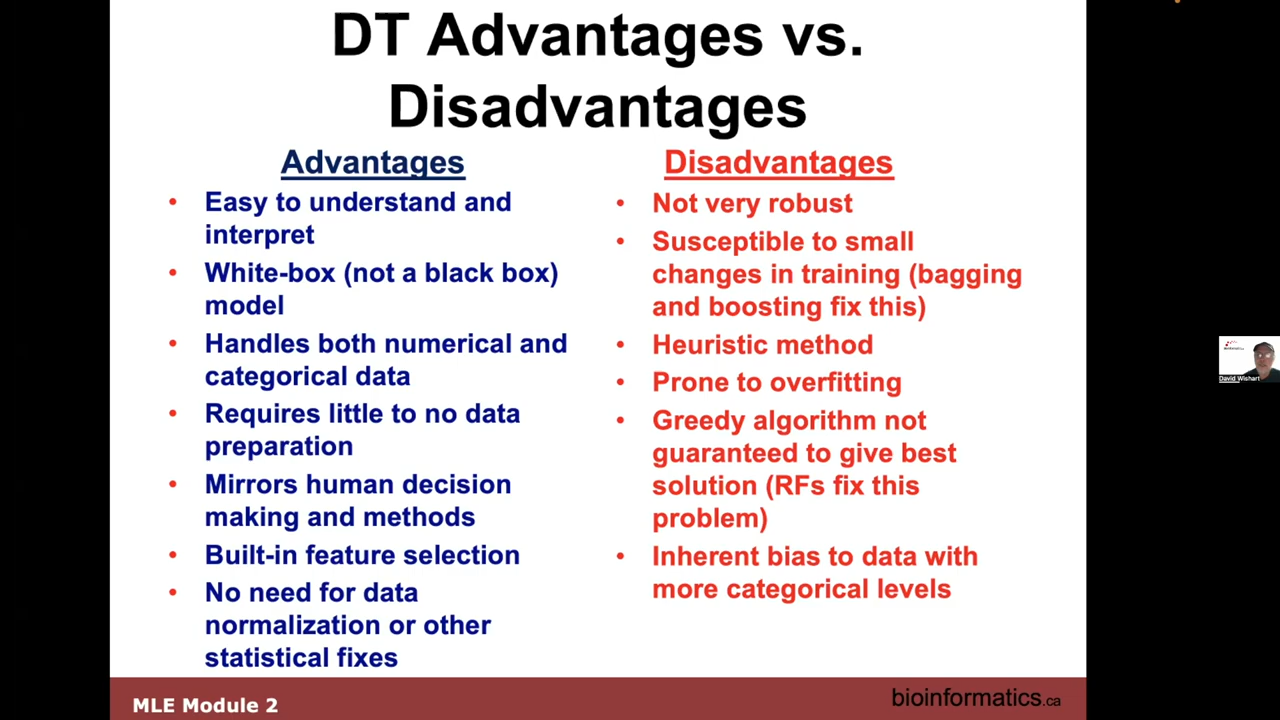 DT Advantages vs.
Disadvantages
Advantages
• Easy to understand and
interpret
• White-box (not a black box)
model
• Handles both numerical and
categorical data
• Requires little to no data
preparation
• Mirrors human decision
making and methods
• Built-in feature selection
• No need for data
normalization or other
statistical fixes
Disadvantages
• Not very robust
• Susceptible to small
changes in training (bagging
and boosting fix this)
• Heuristic method
• Prone to overfitting
• Greedy algorithm not
guaranteed to give best
solution (RFs fix this
problem)
• Inherent bias to data with
more categorical levels
David Wishart
MLE Module 2
bioinformatics.ca